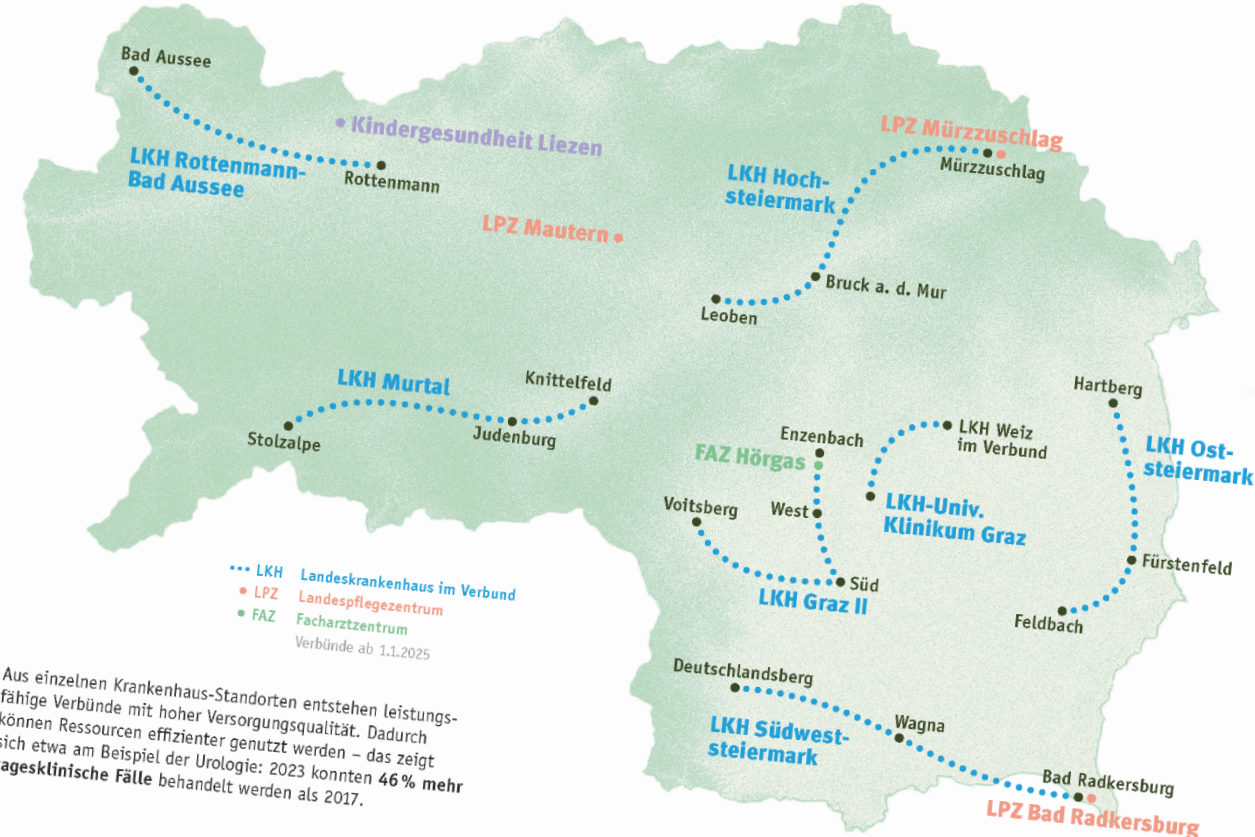 Bad Aussee
Kindergesundheit Liezen
LKH Rottenmann-
Bad Aussee
Rottenmann
LPZ Mautern
LPZ Mürzzuschlag
Mürzzuschlag
LKH Hoch-
steiermark
Bruck a. d. Mur
Leoben
LKH Murtal
Knittelfeld
Stolzalpe
Judenburg
Hartberg
LKH Ost-
steiermark
Fürstenfeld
Feldbach
Enzenbach
FAZ Hörgas
LKH Weiz
im Verbund
LKH-Univ.
Klinikum Graz
Voitsberg
West
Süd
LKH Graz II
Deutschlandsberg
LKH Südwest-
steiermark
Wagna
Bad Radkersburg
LPZ Bad Radkersburg
LKH Landeskrankenhaus im Verbund
LPZ Landespflegezentrum
FAZ Facharztzentrum
Verbünde ab 1.1.2025
Aus einzelnen Krankenhaus-Standorten entstehen leistungs-
fähige Verbünde mit hoher Versorgungsqualität. Dadurch
können Ressourcen effizienter genutzt werden – das zeigt
sich etwa am Beispiel der Urologie: 2023 konnten 46 % mehr
tagesklinische Fälle behandelt werden als 2017.